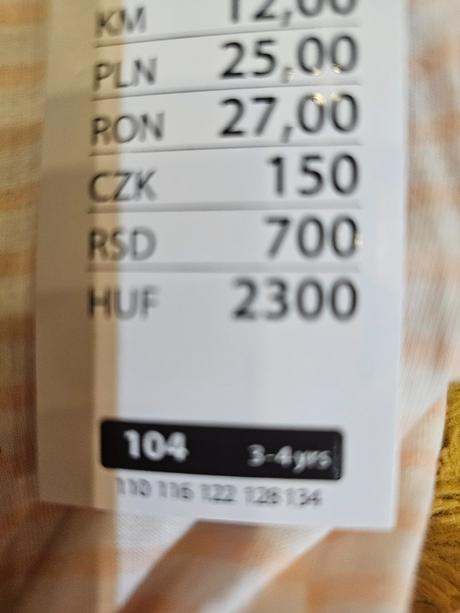 KM 12,00
PLN 25,00
RON 27,00
CZK 150
RSD 700
HUF 2300
104 3-4yrs
110 116 122 128 134